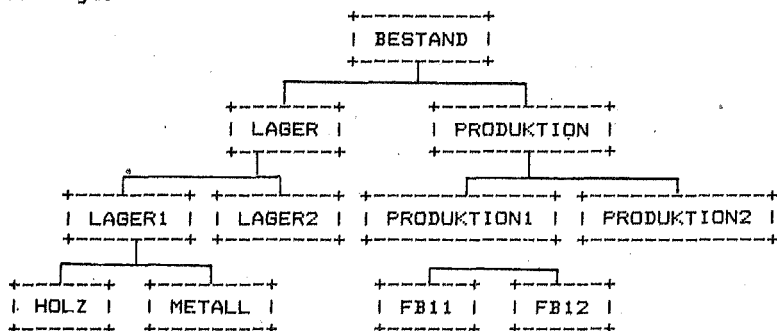 BESTAND
LAGER PRODUKTION
LAGER1 LAGER2 PRODUKTION1 PRODUKTION2
HOLZ METALL FB11 FB12